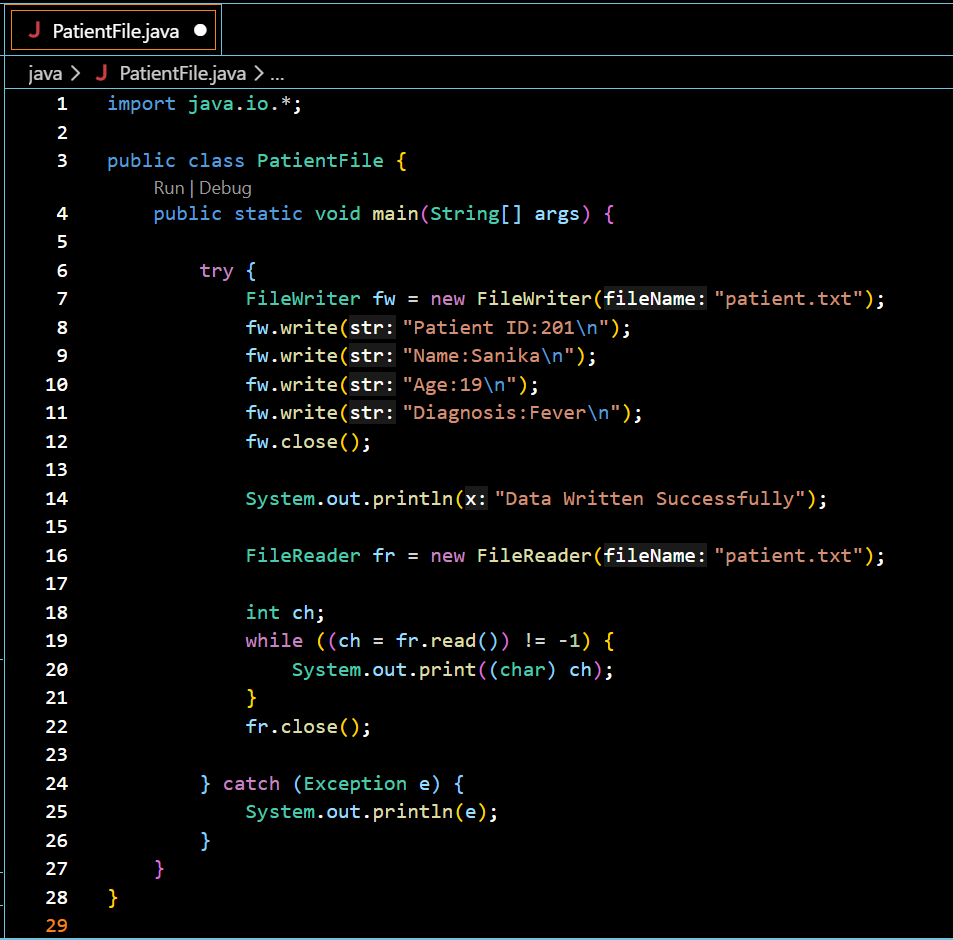 J PatientFile.java ●
java > J PatientFile.java > ...
1 import java.io.*;
2
3 public class PatientFile {
Run | Debug
4     public static void main(String[] args) {
5
6         try {
7             FileWriter fw = new FileWriter(fileName: "patient.txt");
8             fw.write(str: "Patient ID:201\n");
9             fw.write(str: "Name:Sanika\n");
10             fw.write(str: "Age:19\n");
11             fw.write(str: "Diagnosis:Fever\n");
12             fw.close();
13
14             System.out.println(x: "Data Written Successfully");
15
16             FileReader fr = new FileReader(fileName: "patient.txt");
17
18             int ch;
19             while ((ch = fr.read()) != -1) {
20                 System.out.print((char) ch);
21             }
22             fr.close();
23
24         } catch (Exception e) {
25             System.out.println(e);
26         }
27     }
28 }
29